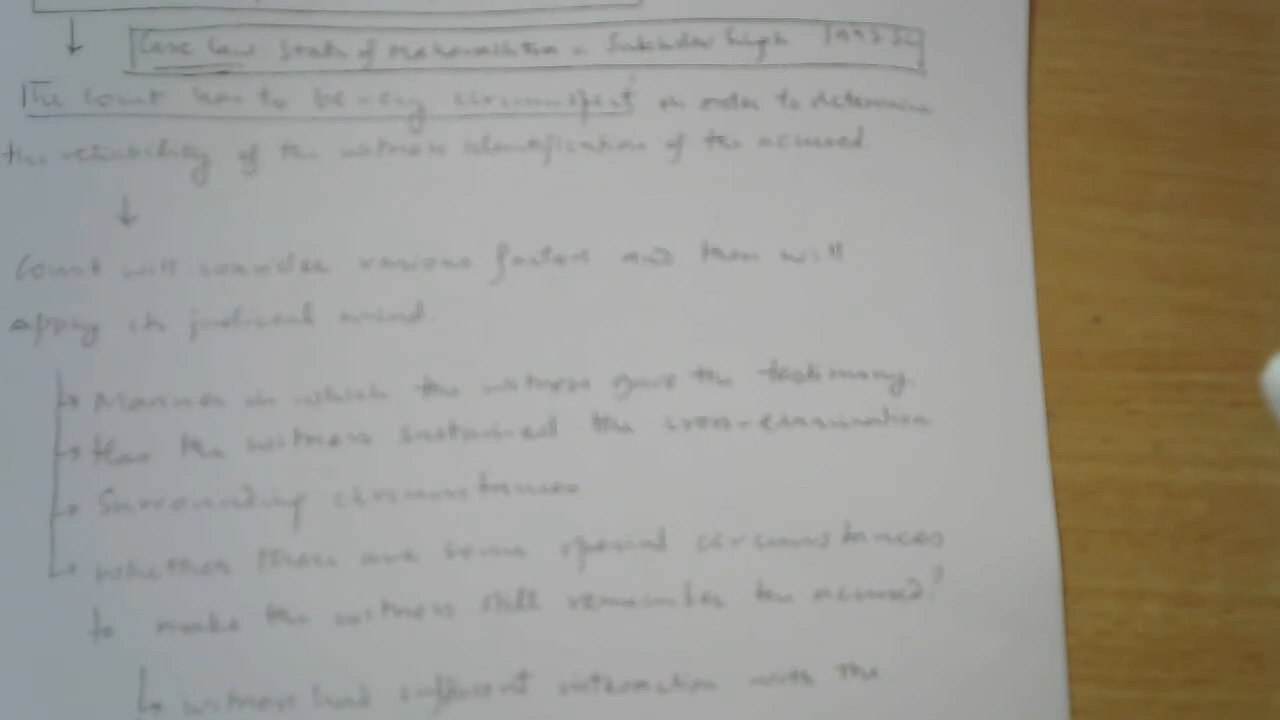 Case law State of Maharashtra Singh
The Court has to be very circumspect in order to determine
the reliability of the witness identification of the accused
Court will consider various factors and then will
apply its judicial mind
Manner in which the witness gave the testimony.
Has the witness sustained the cross-examination
Surrounding circumstances
whether there are some special circumstances
to make the witness still remember the accused?
witness had sufficient interaction with the